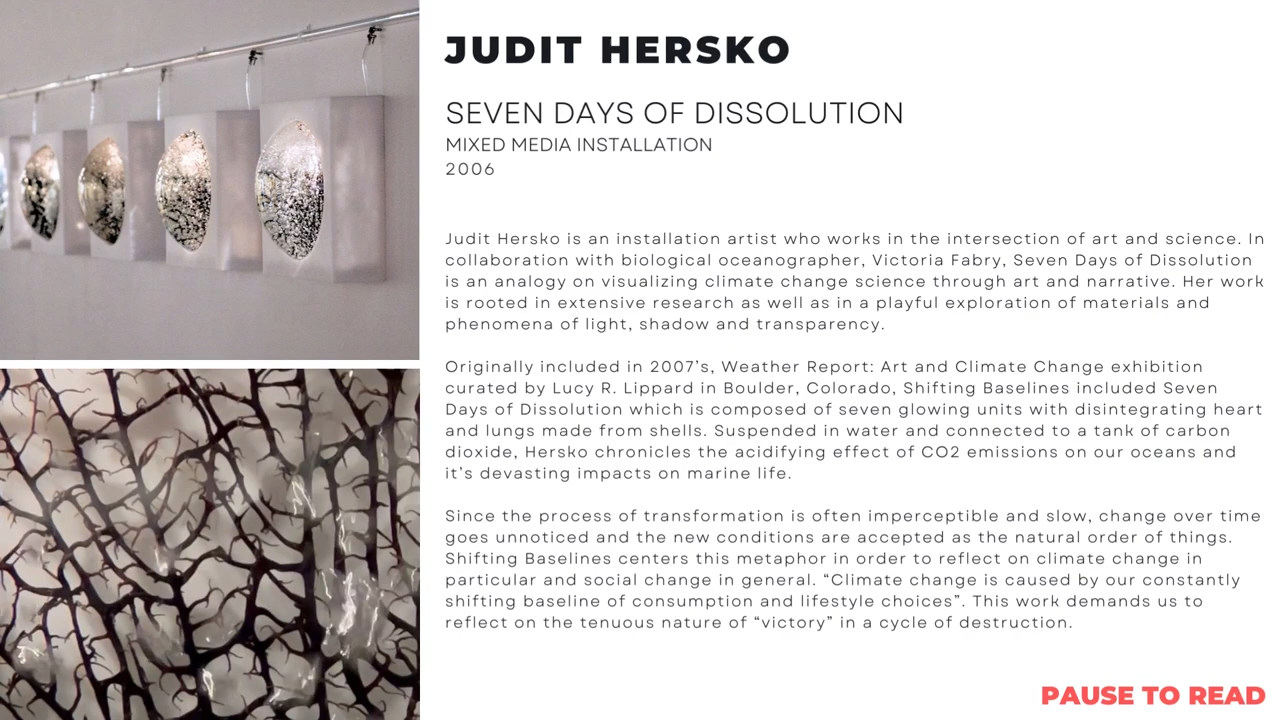 JUDIT HERSKO
SEVEN DAYS OF DISSOLUTION
MIXED MEDIA INSTALLATION
2006
Judit Hersko is an installation artist who works in the intersection of art and science. In
collaboration with biological oceanographer, Victoria Fabry, Seven Days of Dissolution
is an analogy on visualizing climate change science through art and narrative. Her work
is rooted in extensive research as well as in a playful exploration of materials and
phenomena of light, shadow and transparency.
Originally included in 2007's, Weather Report: Art and Climate Change exhibition
curated by Lucy R. Lippard in Boulder, Colorado, Shifting Baselines included Seven
Days of Dissolution which is composed of seven glowing units with disintegrating heart
and lungs made from shells. Suspended in water and connected to a tank of carbon
dioxide, Hersko chronicles the acidifying effect of CO2 emissions on our oceans and
it's devasting impacts on marine life.
Since the process of transformation is often imperceptible and slow, change over time
goes unnoticed and the new conditions are accepted as the natural order of things.
Shifting Baselines centers this metaphor in order to reflect on climate change in
particular and social change in general. “Climate change is caused by our constantly
shifting baseline of consumption and lifestyle choices”. This work demands us to
reflect on the tenuous nature of “victory” in a cycle of destruction.
PAUSE TO READ